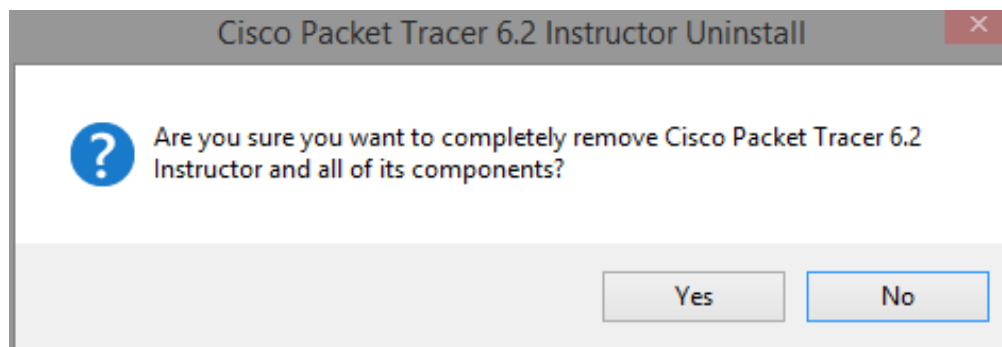 Cisco Packet Tracer 6.2 Instructor Uninstall
Are you sure you want to completely remove Cisco Packet Tracer 6.2
Instructor and all of its components?
Yes
No